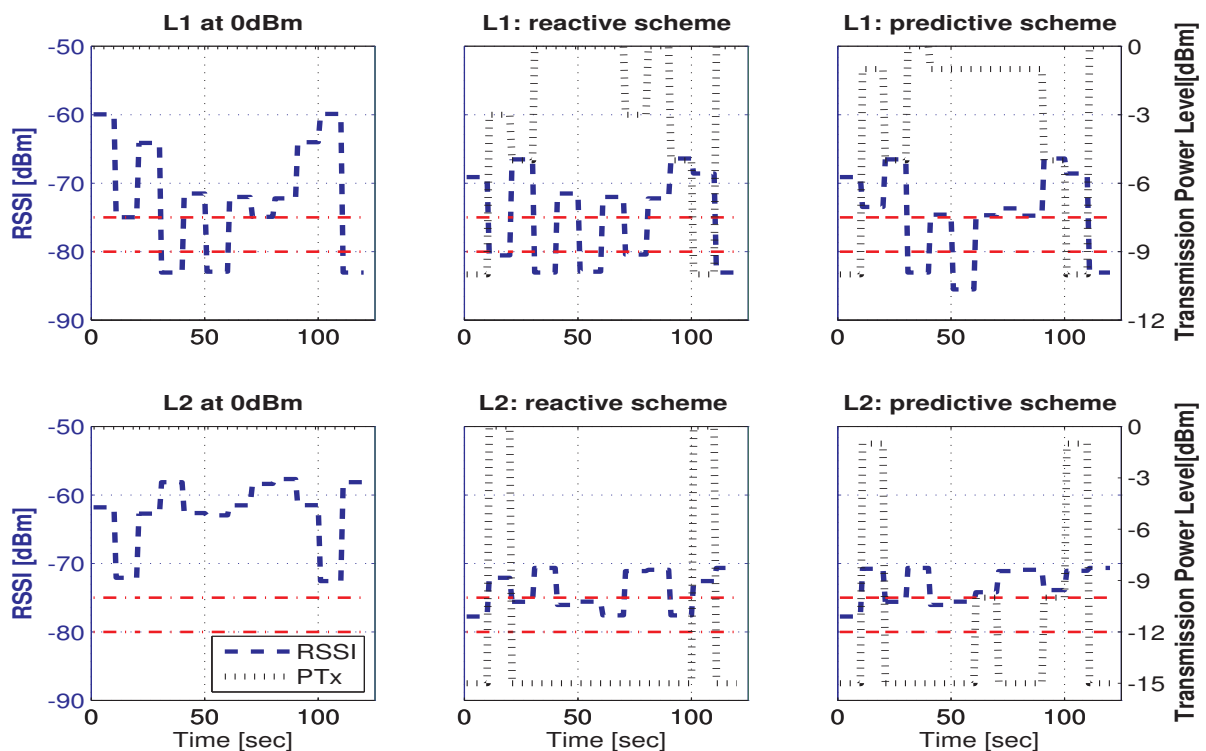 L1 at 0dBm
L1: reactive scheme
L1: predictive scheme
RSSI [dBm]
-50
-60
-70
-80
-90
0
50
100
0
50
100
0
50
100
0
-3
-6
-9
-12
Transmission Power Level[dBm]
L2 at 0dBm
L2: reactive scheme
L2: predictive scheme
RSSI [dBm]
-50
-60
-70
-80
-90
RSSI
PTx
0
50
100
0
50
100
0
50
100
0
-3
-6
-9
-12
-15
Transmission Power Level[dBm]
Time [sec]
Time [sec]
Time [sec]